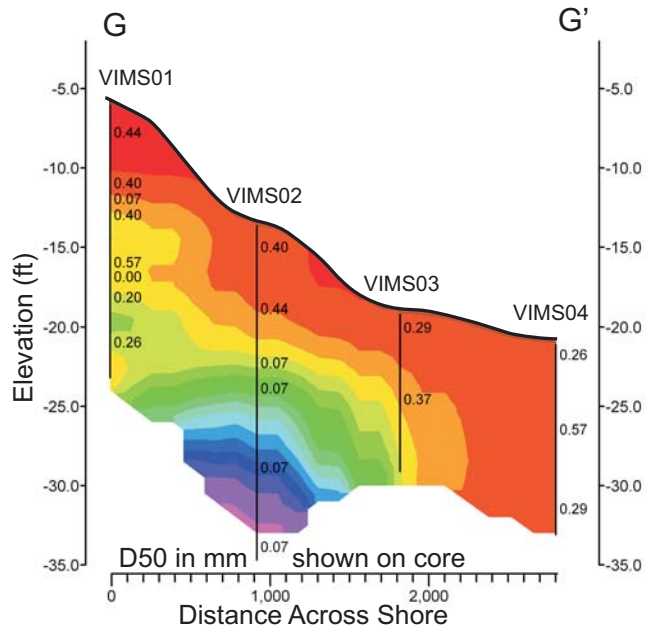 G G'
VIMS01
-5.0 -5.0
0.44
-10.0 -10.0
0.40
0.07
0.40
VIMS02
-15.0 0.40 -15.0
0.57
0.00
0.20
VIMS03
0.44
-20.0 0.29 VIMS04 -20.0
0.26 0.07 0.26
0.07
0.37
-25.0 -25.0
0.57
0.07
-30.0 -30.0
0.29
0.07
-35.0 D50 in mm shown on core -35.0
0 1,000 2,000
Distance Across Shore
Elevation (ft)